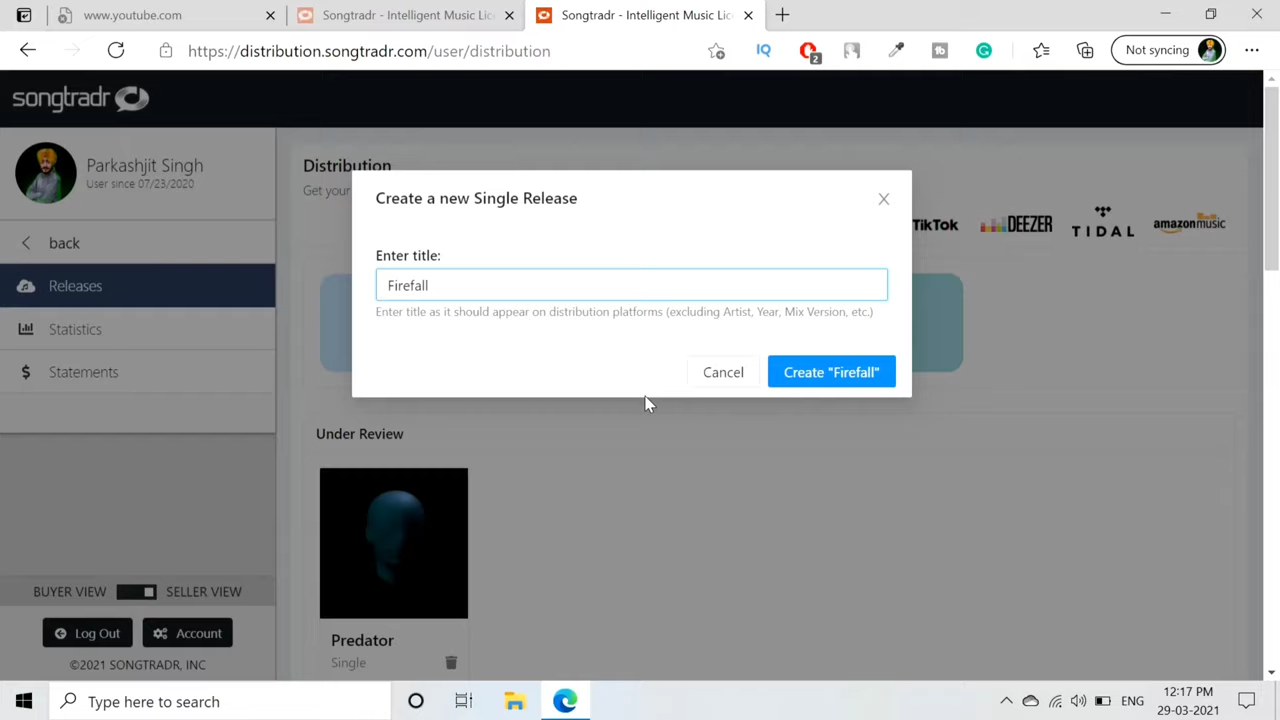 www.youtube.com
Songtradr - Intelligent Music Lice
Songtradr - Intelligent Music Lic
https://distribution.songtradr.com/user/distribution
IQ
2
Not syncing
songtradr
Parkashjit Singh
User since 07/23/2020
back
Releases
Statistics
Statements
BUYER VIEW
SELLER VIEW
Log Out
Account
©2021 SONGTRADR, INC
Distribution
Get your
TikTok
DEEZER
TIDAL
amazonmusic
Create a new Single Release
Enter title:
Firefall
Enter title as it should appear on distribution platforms (excluding Artist, Year, Mix Version, etc.)
Cancel
Create "Firefall"
Under Review
Predator
Single
Type here to search
ENG
12:17 PM
29-03-2021